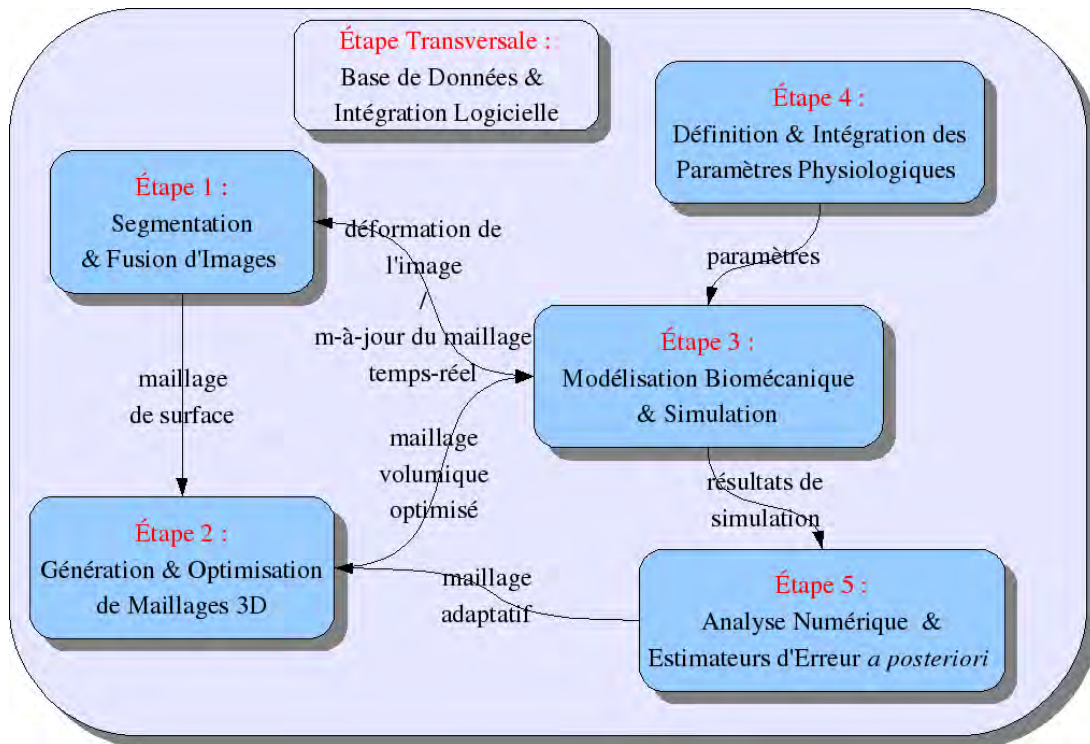 Étape Transversale :
Base de Données &
Intégration Logicielle
Étape 4 :
Définition & Intégration des
Paramètres Physiologiques
Étape 1 :
Segmentation
& Fusion d'Images
déformation de
l'image
/
m-à-jour du maillage
temps-réel
paramètres
Étape 3 :
Modélisation Biomécanique
& Simulation
maillage
de surface
maillage
volumique
optimisé
résultats de
simulation
Étape 2 :
Génération & Optimisation
de Maillages 3D
maillage
adaptatif
Étape 5 :
Analyse Numérique &
Estimateurs d'Erreur a posteriori